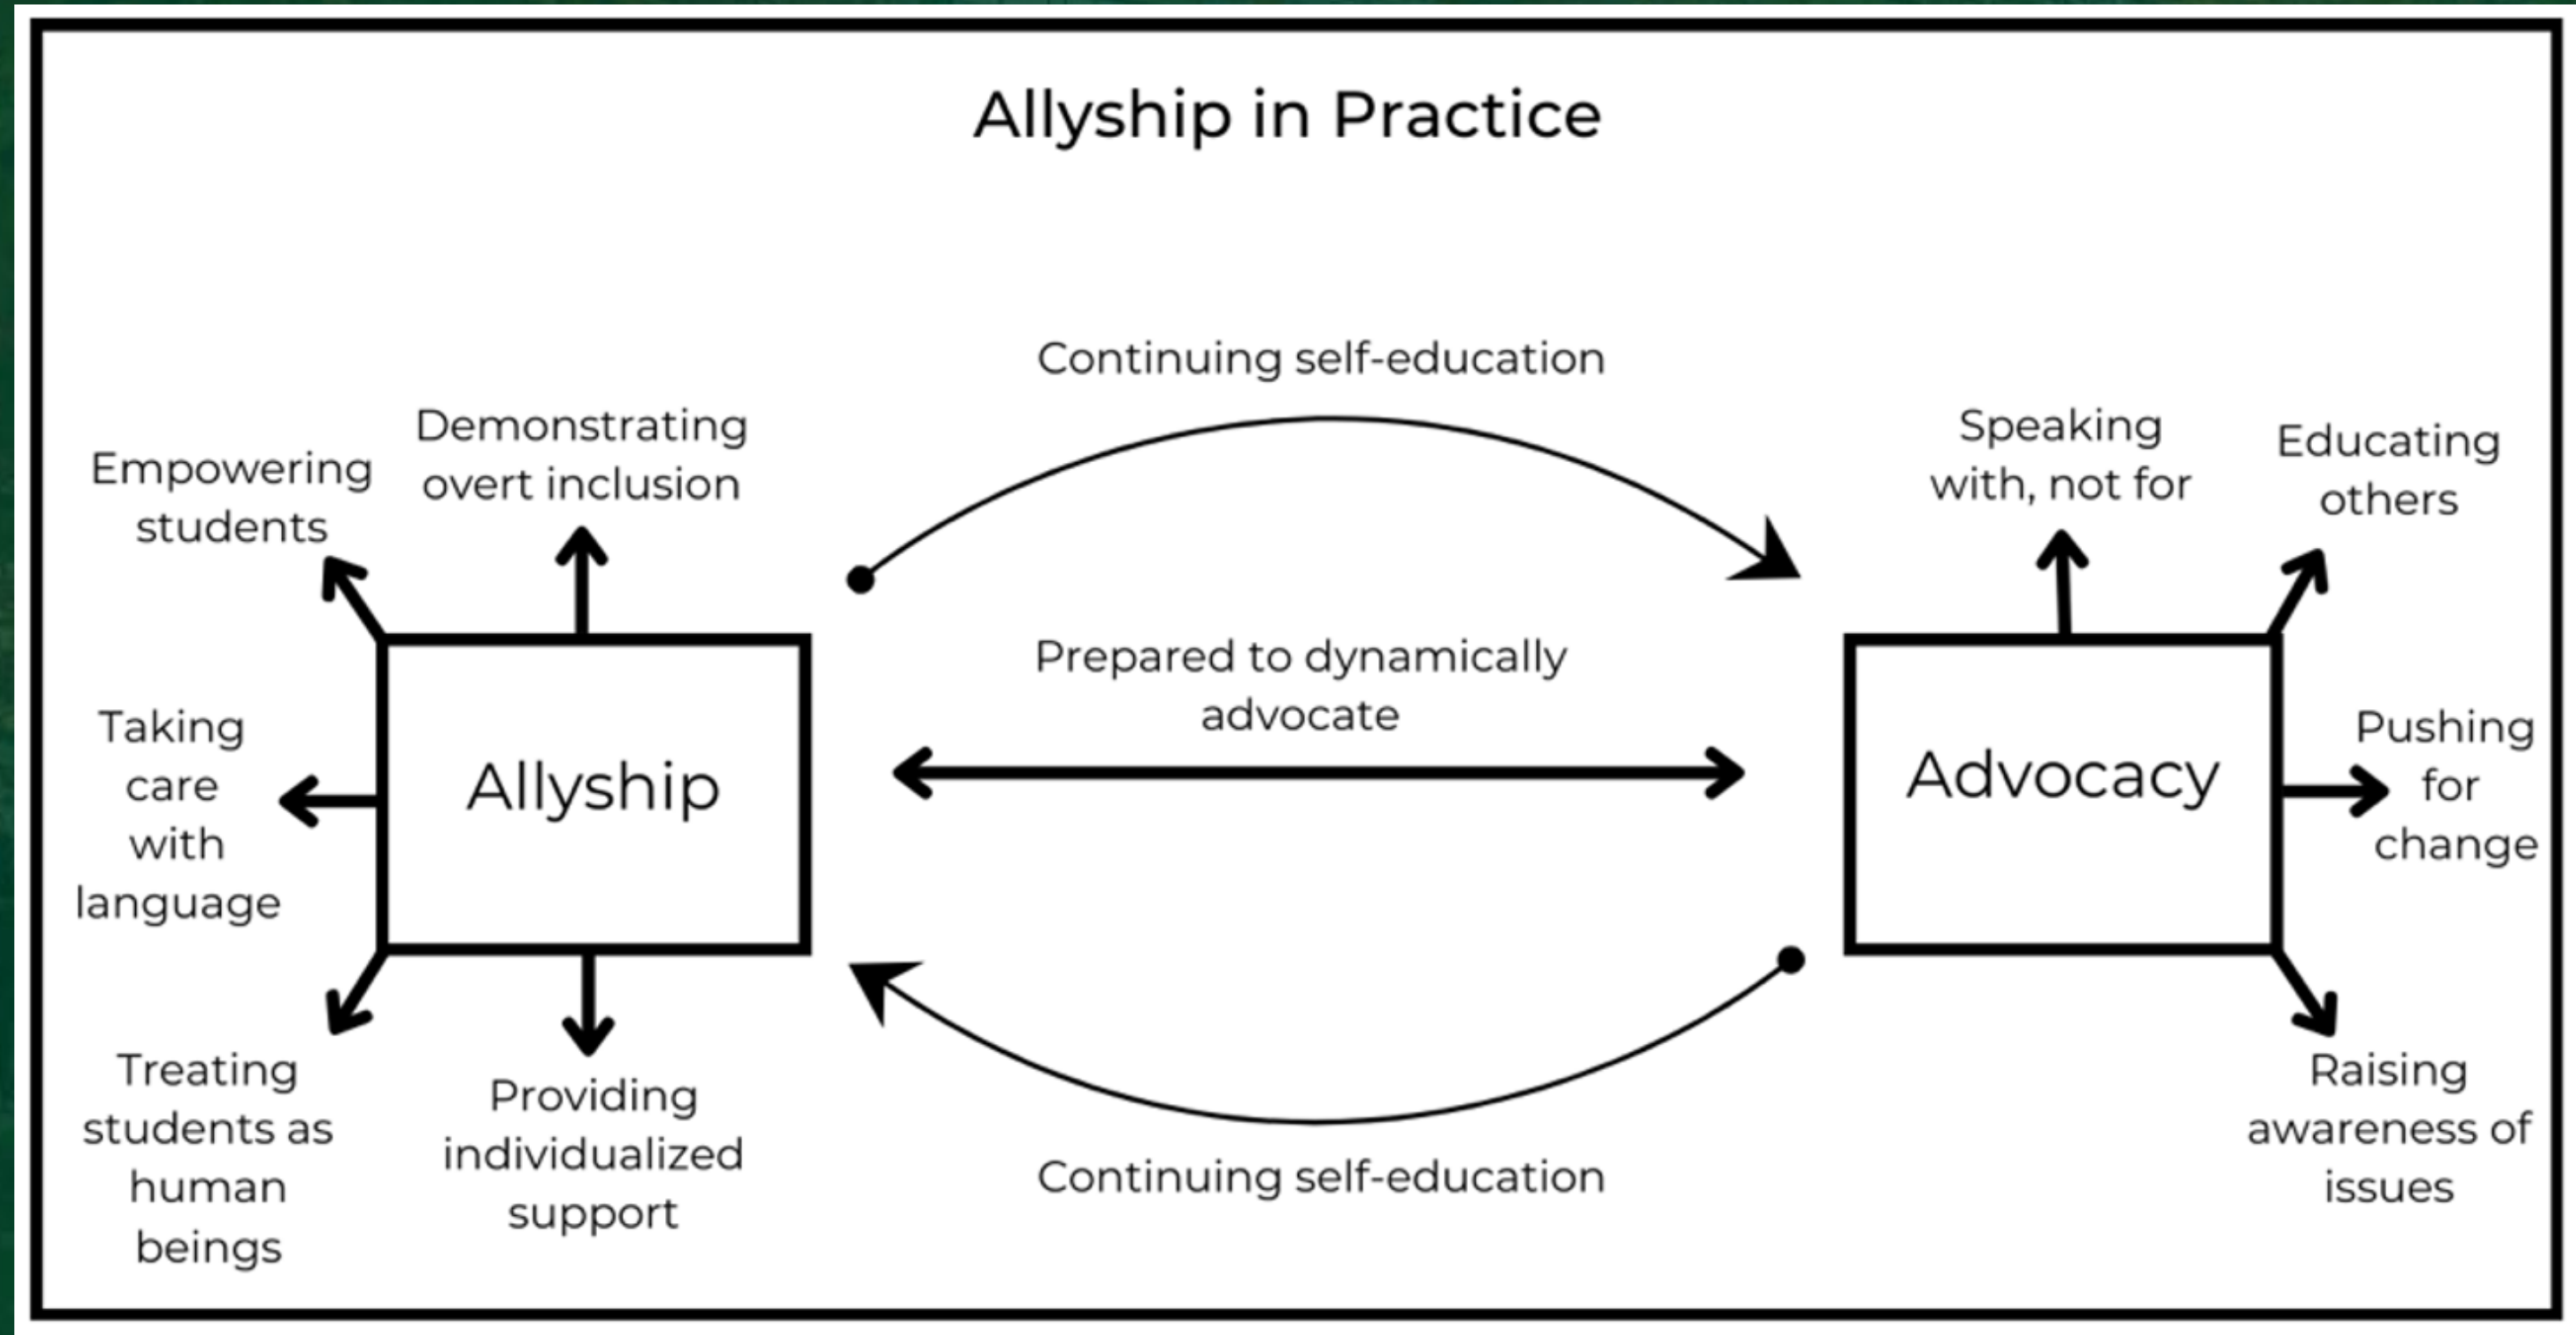 Allyship in Practice
Continuing self-education
Demonstrating
overt inclusion
Empowering
students
Speaking
with, not for
Educating
others
Prepared to dynamically
advocate
Taking
care
with
language
Allyship
Advocacy
Pushing
for
change
Treating
students as
human
beings
Providing
individualized
support
Continuing self-education
Raising
awareness of
issues